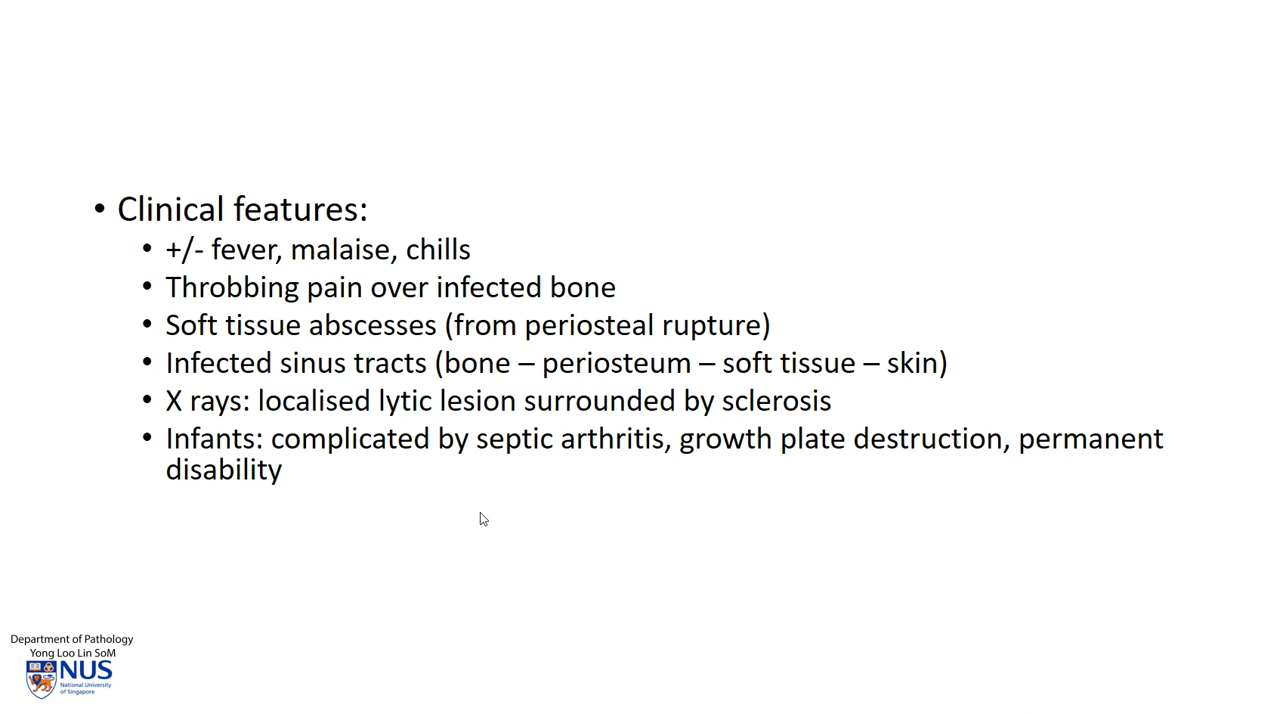 • Clinical features:
• +/- fever, malaise, chills
• Throbbing pain over infected bone
• Soft tissue abscesses (from periosteal rupture)
• Infected sinus tracts (bone – periosteum – soft tissue – skin)
• X rays: localised lytic lesion surrounded by sclerosis
• Infants: complicated by septic arthritis, growth plate destruction, permanent
disability
Department of Pathology
Yong Loo Lin SoM
NUS
National University
of Singapore